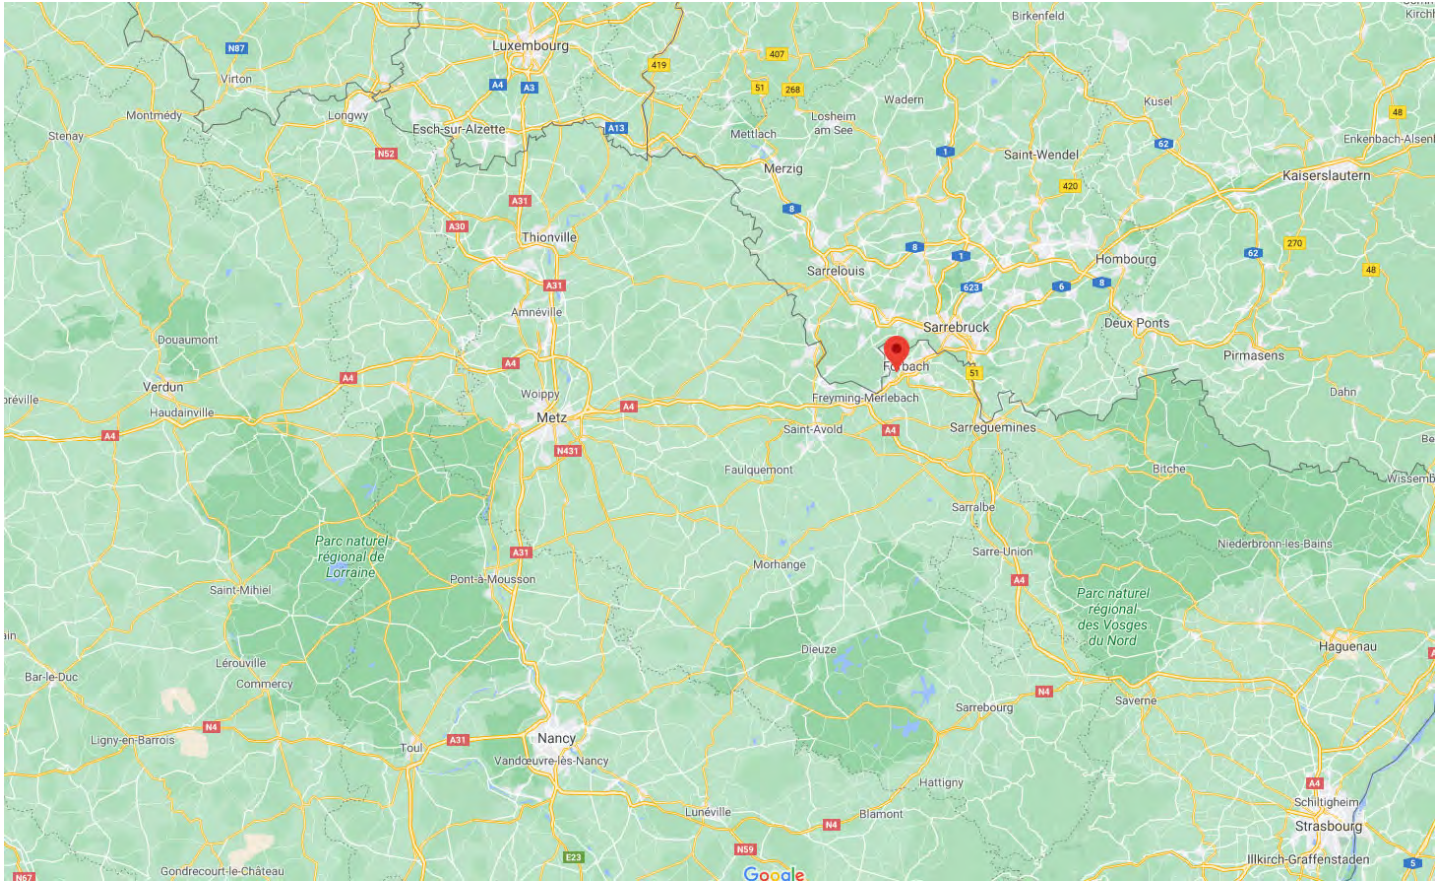 Birkenfeld
N87
Luxembourg
407
419
Virton
A4
A3
51
268
Wadern
Kusel
48
Montmédy
Longwy
Losheim
am See
Stenay
Esch-sur-Alzette
A13
Mettlach
Enkenbach-Alsenb
N52
1
62
Saint-Wendel
Merzig
Kaiserslautern
420
A31
8
A30
Thionville
8
1
270
62
Hombourg
Sarrelouis
48
A31
623
6
8
Amnéville
Deux Ponts
Sarrebruck
Douaumont
Pirmasens
A4
Forbach
51
A4
Verdun
Woippy
Dahn
Freyming-Merlebach
Haudainville
Metz
A4
A4
Saint-Avold
A4
Sarreguemines
N431
Faulquemont
Bitche
Wissemb
Sarralbe
Parc naturel
régional de
Lorraine
A31
Sarre-Union
Niederbronn-les-Bains
Morhange
Pont-à-Mousson
A4
Saint-Mihiel
Parc naturel
régional
des Vosges
du Nord
Haguenau
Dieuze
Lérouville
Bar-le-Duc
Commercy
N4
Saverne
Sarrebourg
N4
Ligny-en-Barrois
A31
Nancy
Toul
Vandœuvre-lès-Nancy
Hattigny
A4
Schiltigheim
Lunéville
Blamont
N4
Strasbourg
N59
E23
Illkirch-Graffenstaden
5
Gondrecourt-le-Château
N67
Google